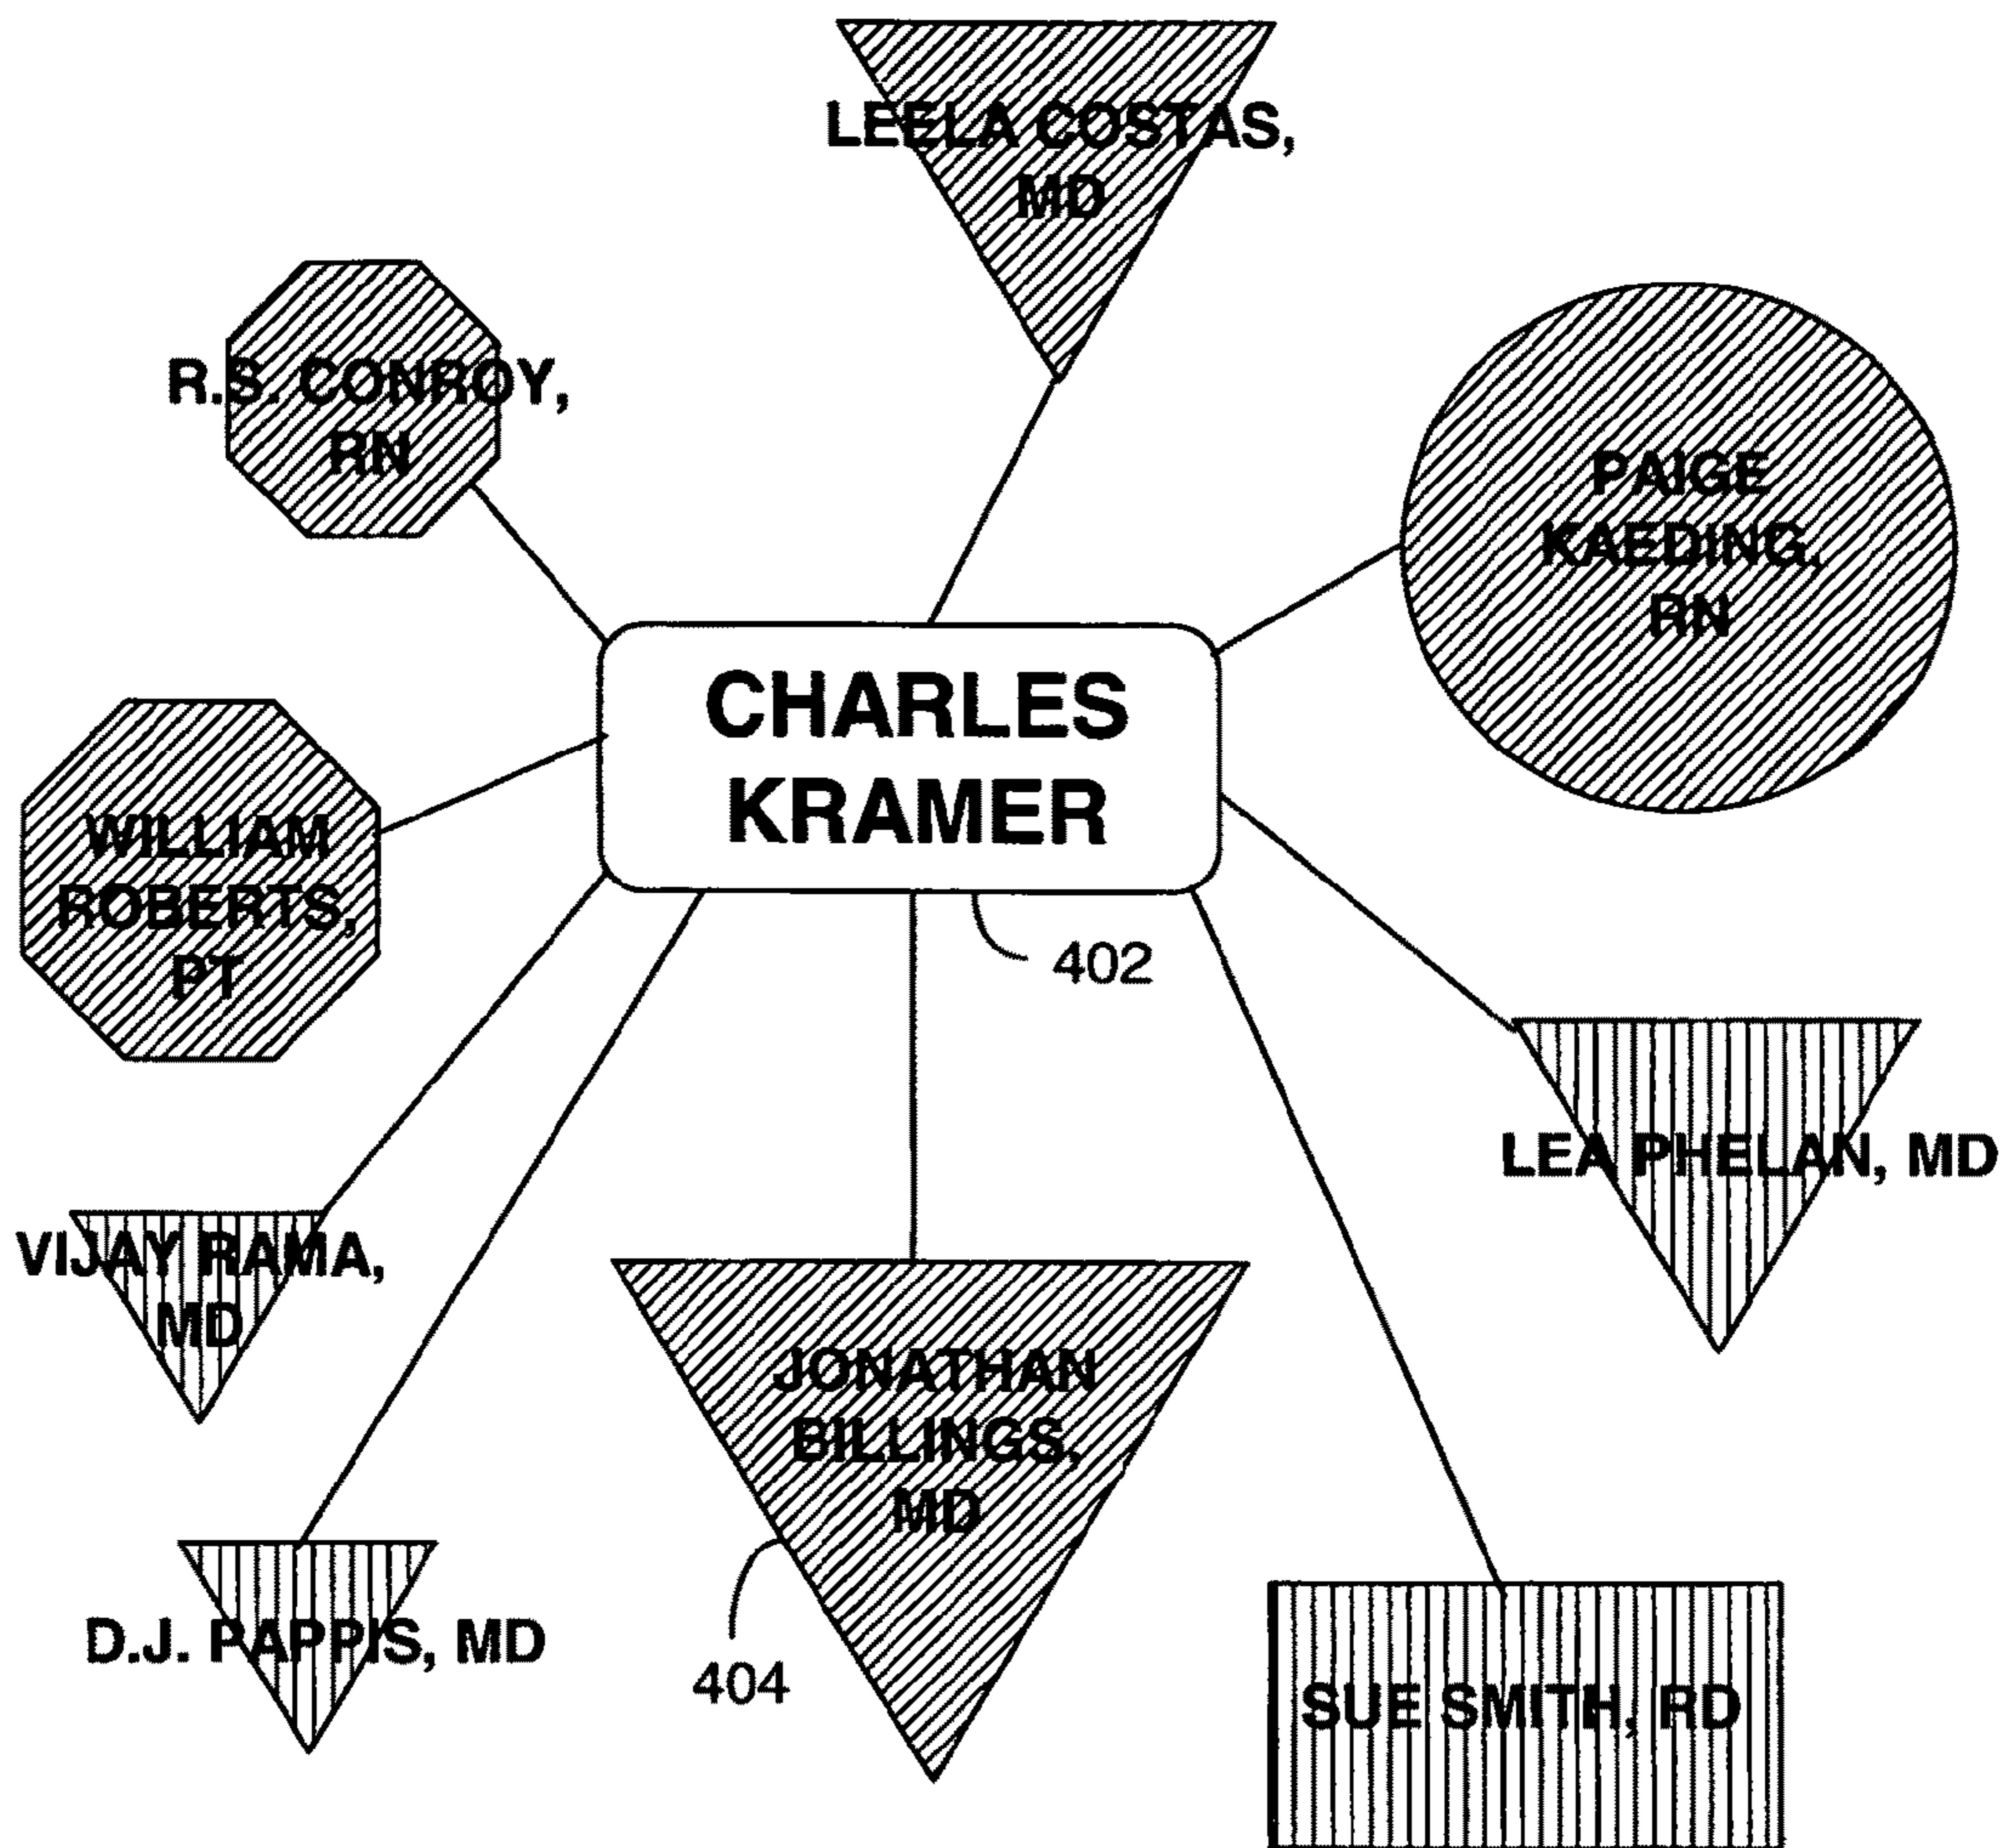 LEELA COSTAS,
MD
R.S. CONROY,
RN
PAIGE
KAEDING,
RN
CHARLES
KRAMER
WILLIAM
ROBERTS,
PT
402
LEA PHELAN, MD
VIJAY RAMA,
MD
JONATHAN
BILLINGS,
MD
D.J. PAPPIS, MD
404
SUE SMITH, RD